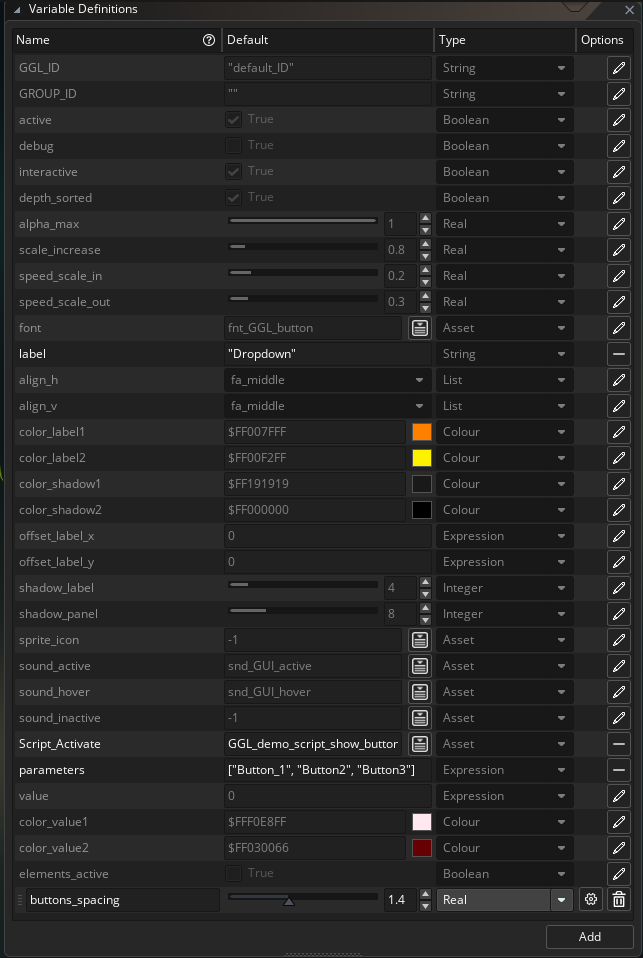 Variable Definitions
Name Default Type Options
GGL_ID "default_ID" String
GROUP_ID "" String
active True Boolean
debug True Boolean
interactive True Boolean
depth_sorted True Boolean
alpha_max 1 Real
scale_increase 0.8 Real
speed_scale_in 0.2 Real
speed_scale_out 0.3 Real
font fnt_GGL_button Asset
label "Dropdown" String
align_h fa_middle List
align_v fa_middle List
color_label1 $FF007FFF Colour
color_label2 $FF00F2FF Colour
color_shadow1 $FF191919 Colour
color_shadow2 $FF000000 Colour
offset_label_x 0 Expression
offset_label_y 0 Expression
shadow_label 4 Integer
shadow_panel 8 Integer
sprite_icon -1 Asset
sound_active snd_GUI_active Asset
sound_hover snd_GUI_hover Asset
sound_inactive -1 Asset
Script_Activate GGL_demo_script_show_buttor Asset
parameters ["Button_1", "Button2", "Button3"] Expression
value 0 Expression
color_value1 $FFF0E8FF Colour
color_value2 $FF030066 Colour
elements_active True Boolean
buttons_spacing 1.4 Real
Add